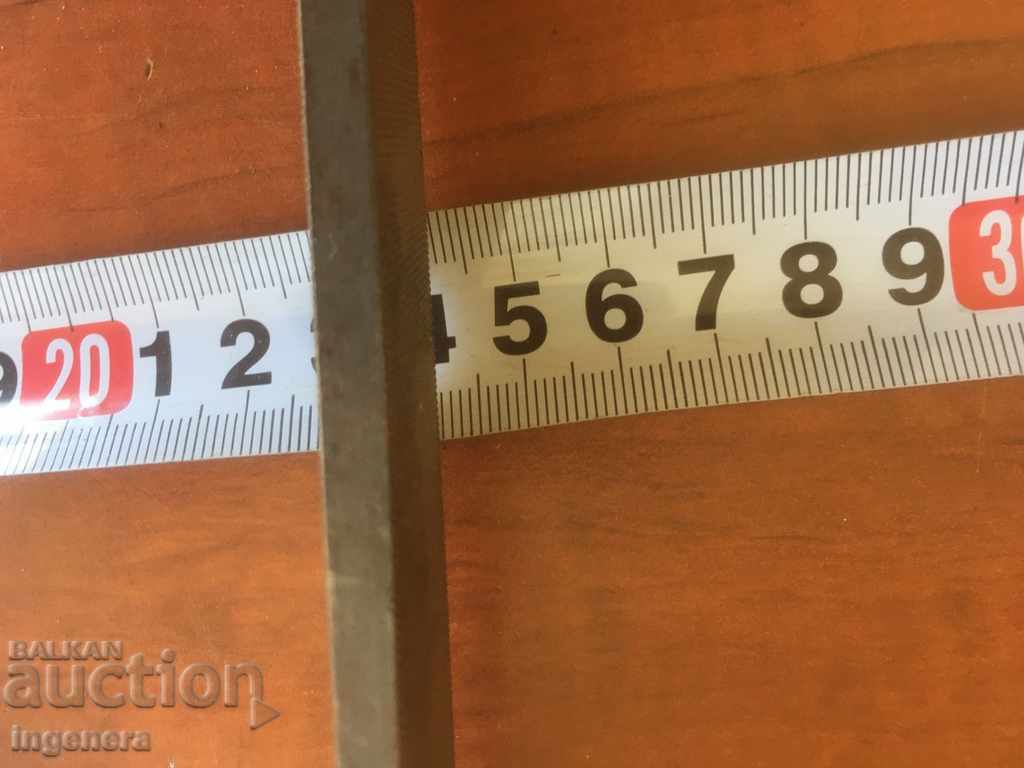 9 20 1 2 3 4 5 6 7 8 9 30
BALKAN
auction
ingenera